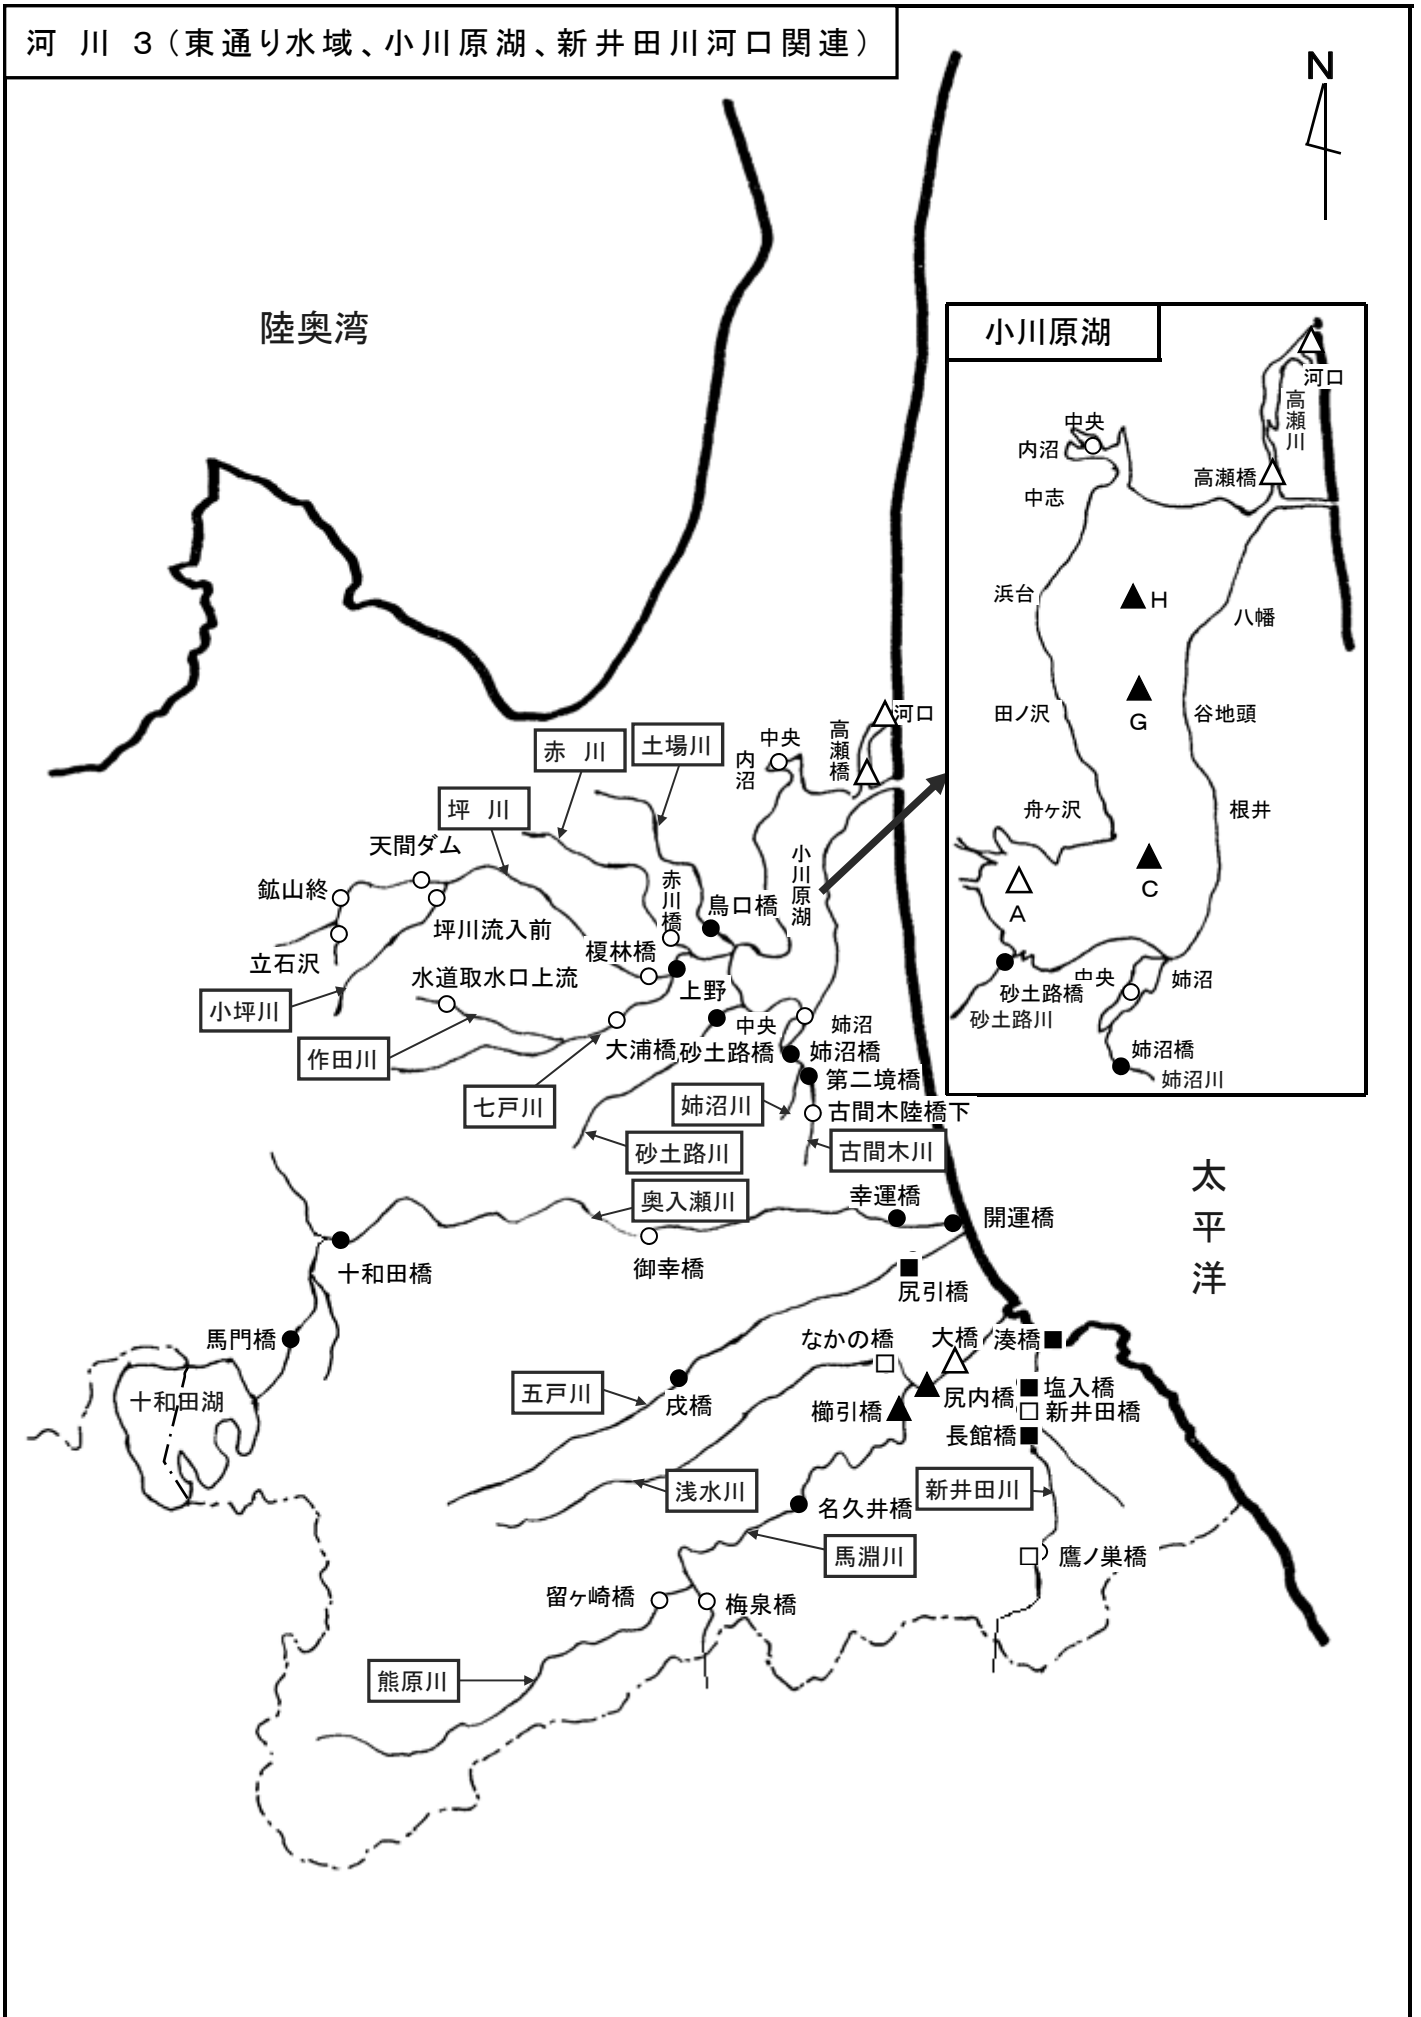 河川3(東通り水域、小川原湖、新井田川河口関連)
N
陸奥湾
小川原湖
河口
高瀬川
中央
内沼
高瀬橋
中志
浜台
H
八幡
田ノ沢
G
谷地頭
舟ヶ沢
根井
A
C
砂土路橋
中央
姉沼
砂土路川
姉沼橋
姉沼川
河口
高瀬橋
中央
内沼
赤 川
土場川
坪 川
天間ダム
小川原湖
鉱山終
赤川橋
鳥口橋
坪川流入前
榎林橋
立石沢
水道取水口上流
上野
小坪川
中央
姉沼
作田川
大浦橋
砂土路橋
姉沼橋
第二境橋
七戸川
姉沼川
古間木陸橋下
砂土路川
古間木川
太平洋
奥入瀬川
幸運橋
開運橋
十和田橋
御幸橋
尻引橋
馬門橋
なかの橋
大橋
湊橋
十和田湖
五戸川
戌橋
尻内橋
塩入橋
櫛引橋
新井田橋
長館橋
浅水川
新井田川
名久井橋
馬淵川
鷹ノ巣橋
留ヶ崎橋
梅泉橋
熊原川